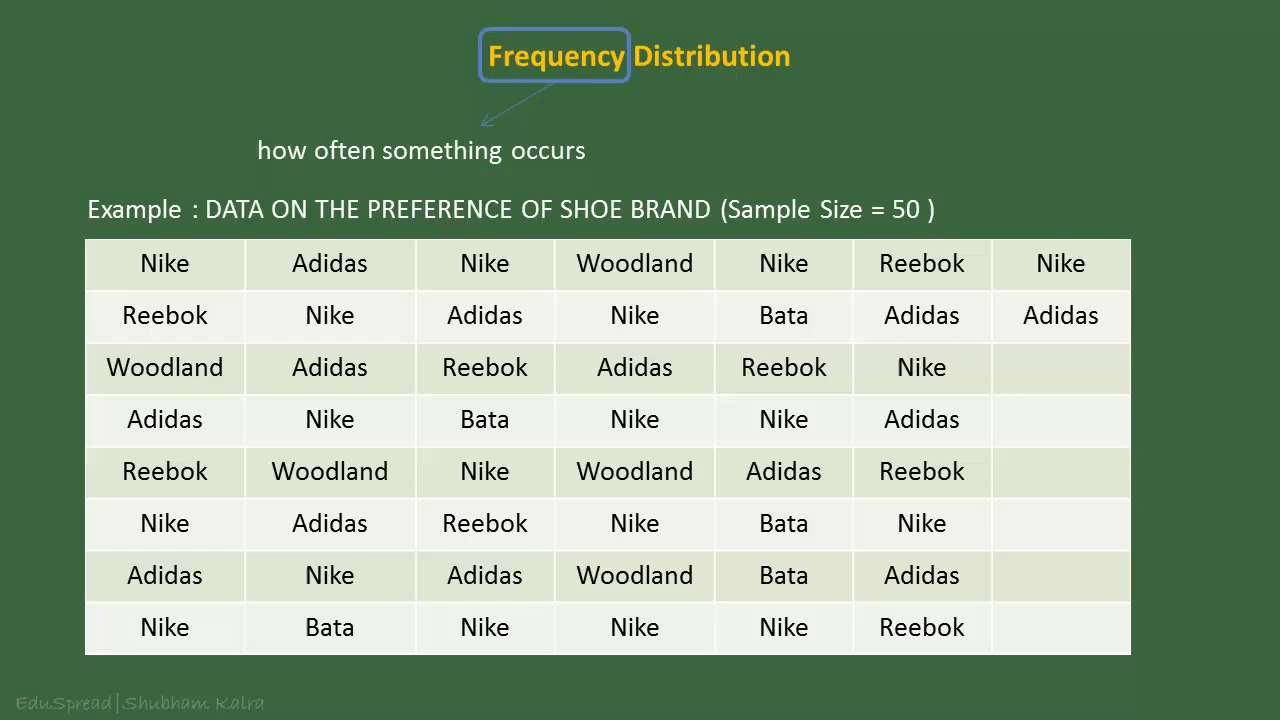 Frequency Distribution
how often something occurs
Example : DATA ON THE PREFERENCE OF SHOE BRAND (Sample Size = 50 )
Nike Adidas Nike Woodland Nike Reebok Nike
Reebok Nike Adidas Nike Bata Adidas Adidas
Woodland Adidas Reebok Adidas Reebok Nike
Adidas Nike Bata Nike Nike Adidas
Reebok Woodland Nike Woodland Adidas Reebok
Nike Adidas Reebok Nike Bata Nike
Adidas Nike Adidas Woodland Bata Adidas
Nike Bata Nike Nike Nike Reebok
EduSpread|Shubham Kalra